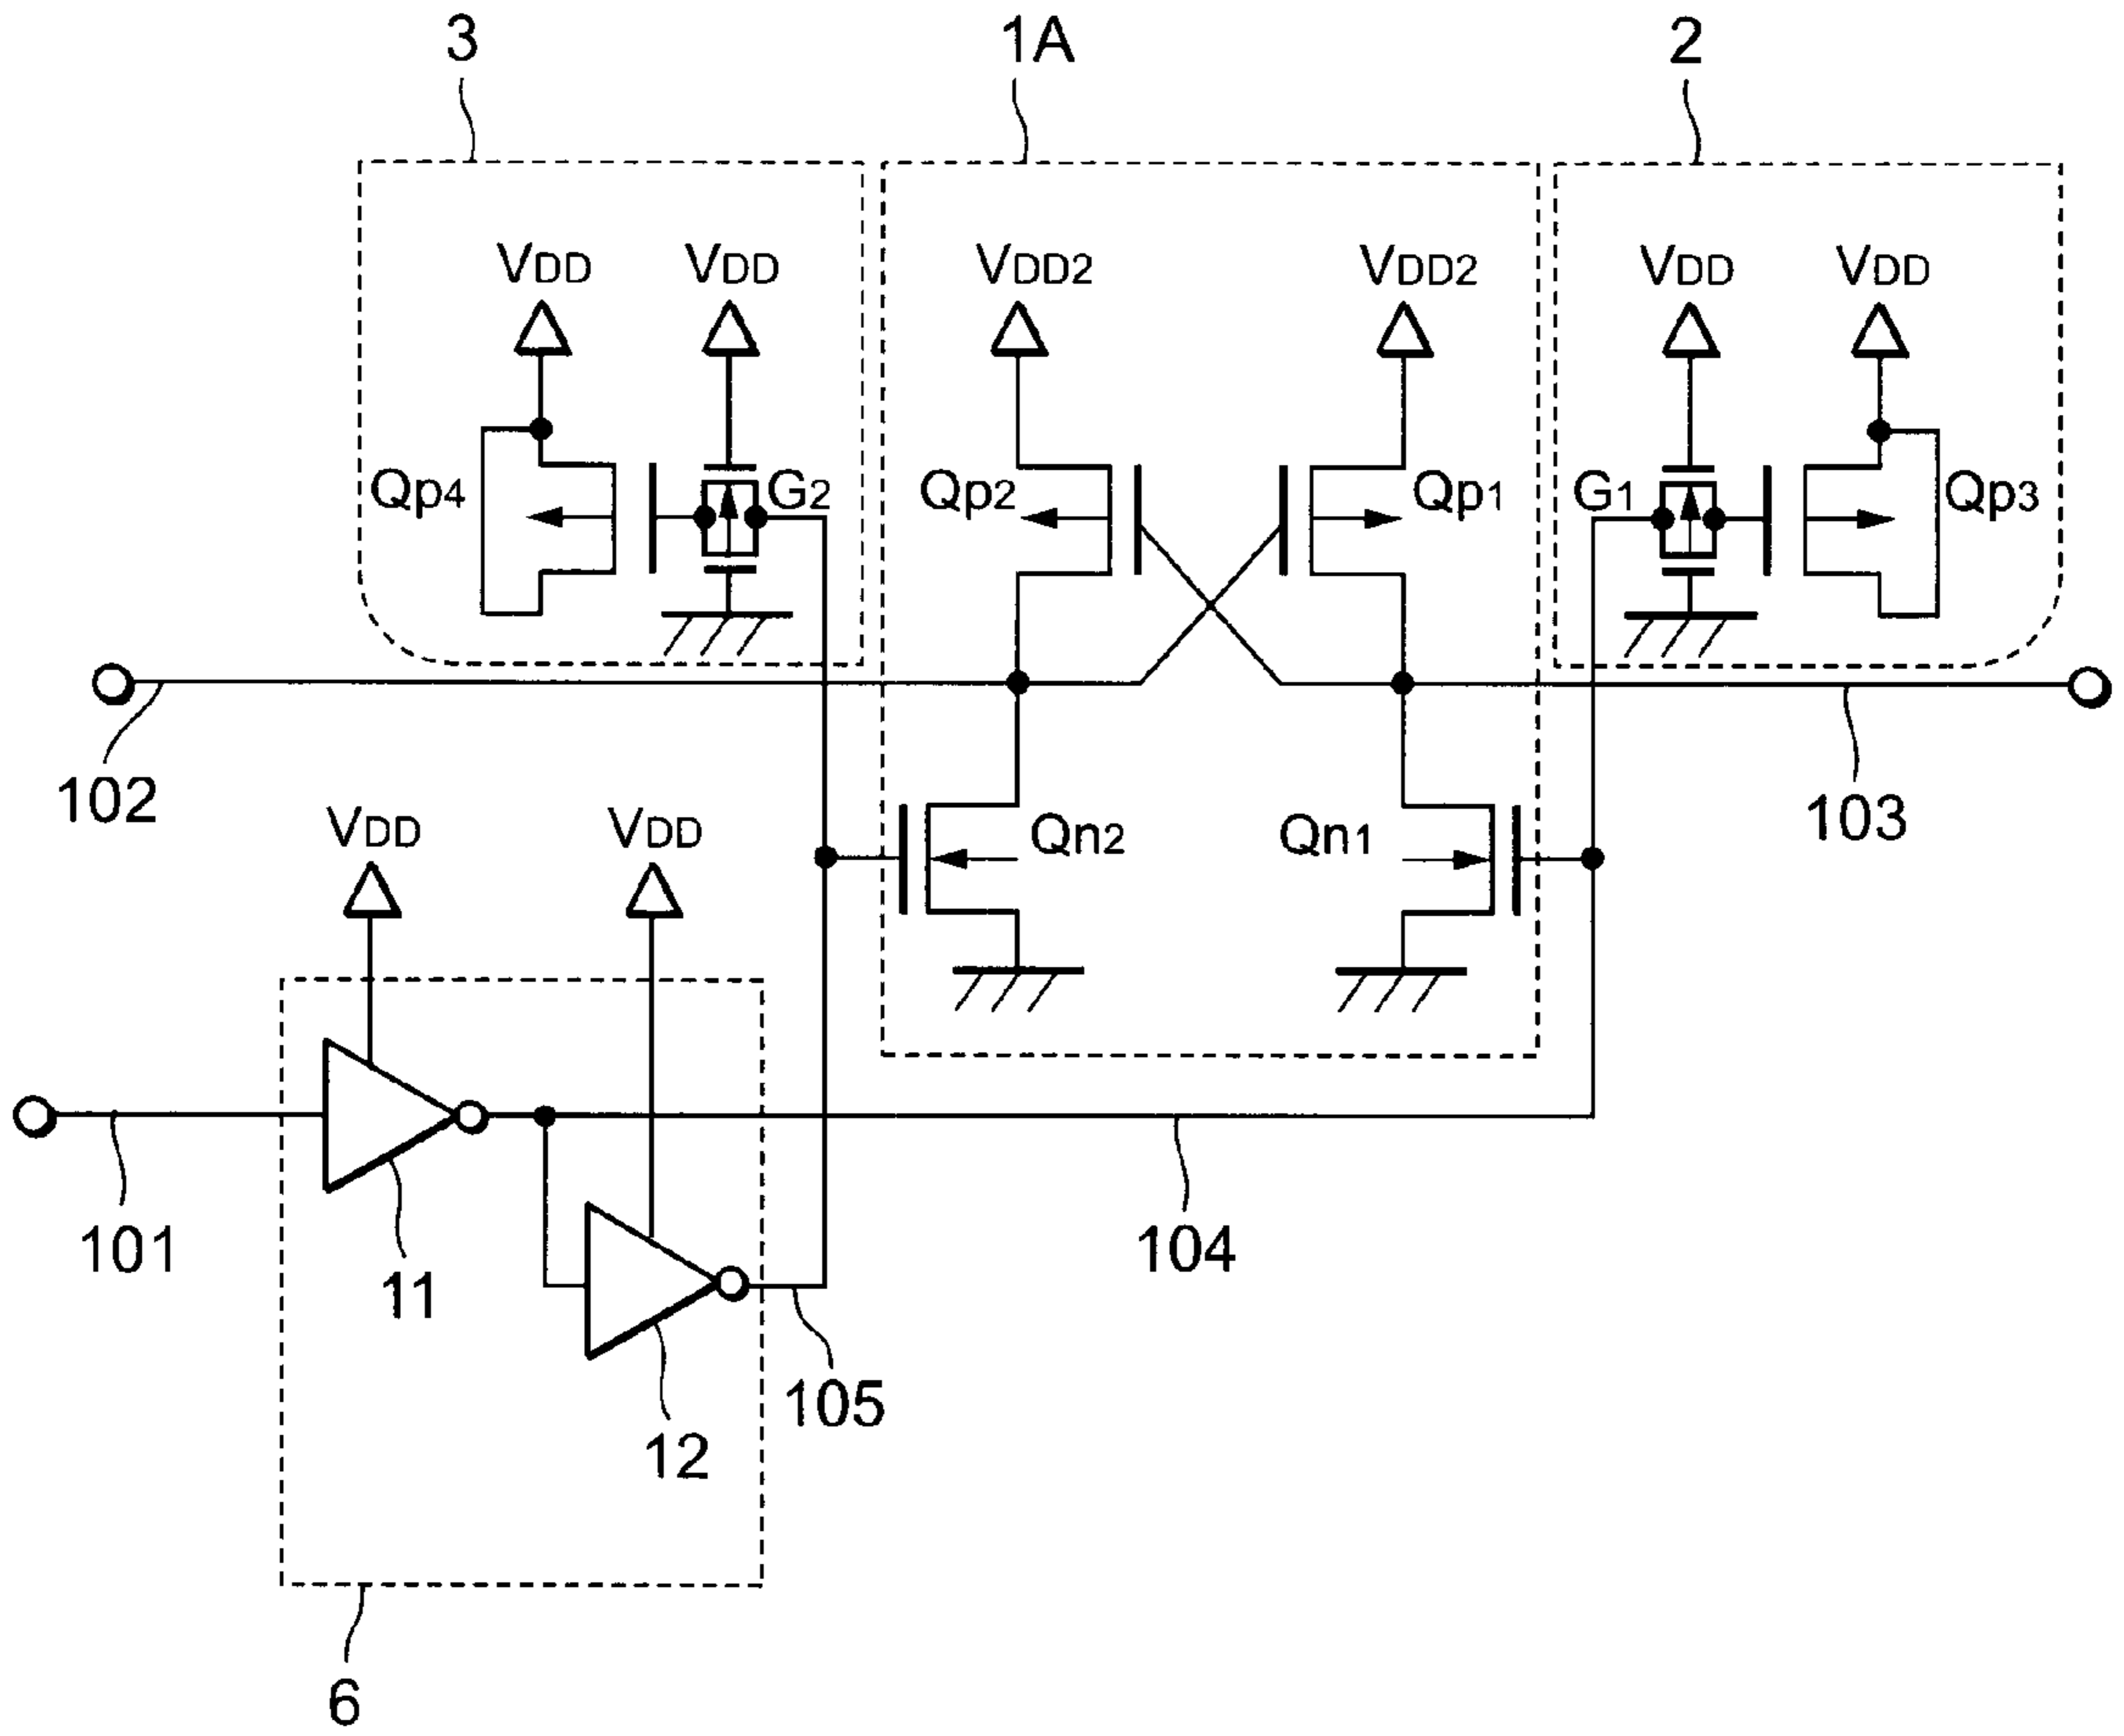 3 1A 2
VDD VDD VDD2 VDD2 VDD VDD
Qp4 G2 Qp2 Qp1 G1 Qp3
102 103
VDD VDD Qn2 Qn1
101 11 104
12 105
6